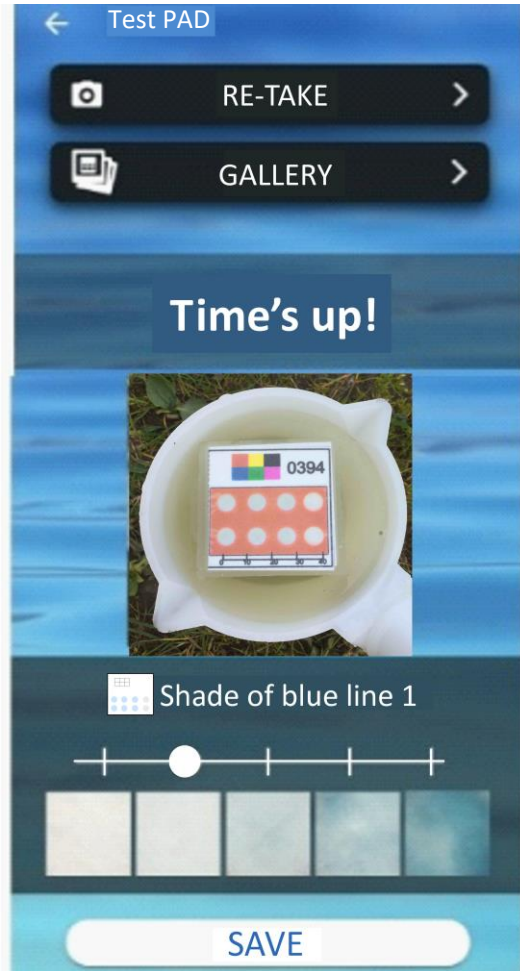 Test PAD
RE-TAKE
GALLERY
Time's up!
0394
0 10 20 30 40
Shade of blue line 1
SAVE